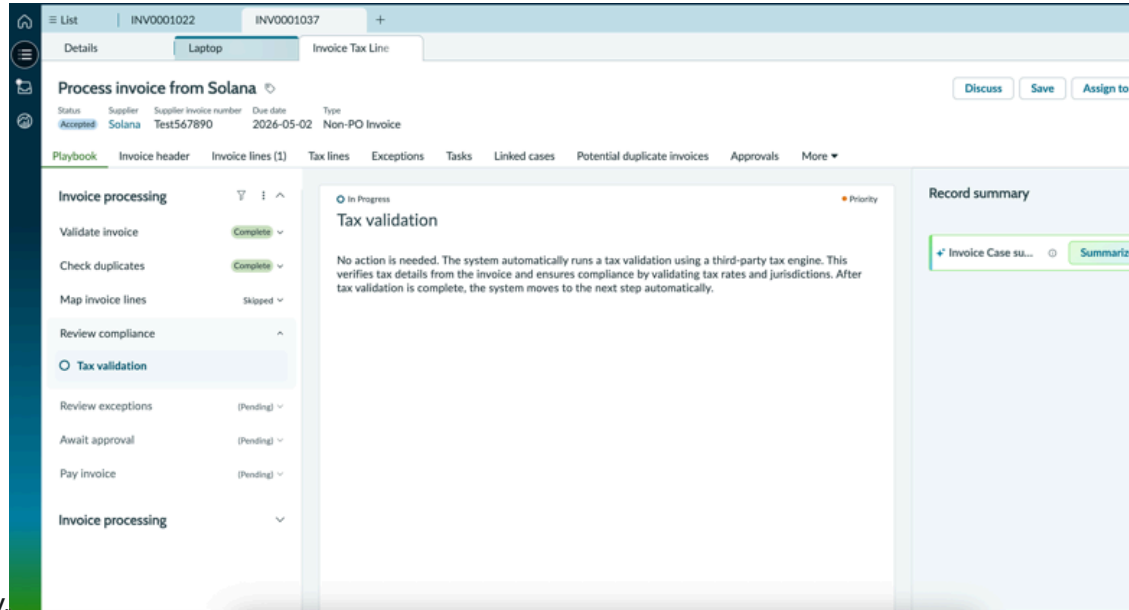 List
INV0001022
INV0001037
+
Details
Laptop
Invoice Tax Line
Process invoice from Solana
Discuss
Save
Assign to
Status
Supplier
Supplier invoice number
Due date
Type
Accepted
Solana
Test567890
2026-05-02
Non-PO Invoice
Playbook
Invoice header
Invoice lines (1)
Tax lines
Exceptions
Tasks
Linked cases
Potential duplicate invoices
Approvals
More
Invoice processing
Validate invoice
Complete
Check duplicates
Complete
Map invoice lines
Skipped
Review compliance
Tax validation
Review exceptions
(Pending)
Await approval
(Pending)
Pay invoice
(Pending)
Invoice processing
In Progress
Priority
Tax validation
No action is needed. The system automatically runs a tax validation using a third-party tax engine. This
verifies tax details from the invoice and ensures compliance by validating tax rates and jurisdictions. After
tax validation is complete, the system moves to the next step automatically.
Record summary
Invoice Case su...
Summariz